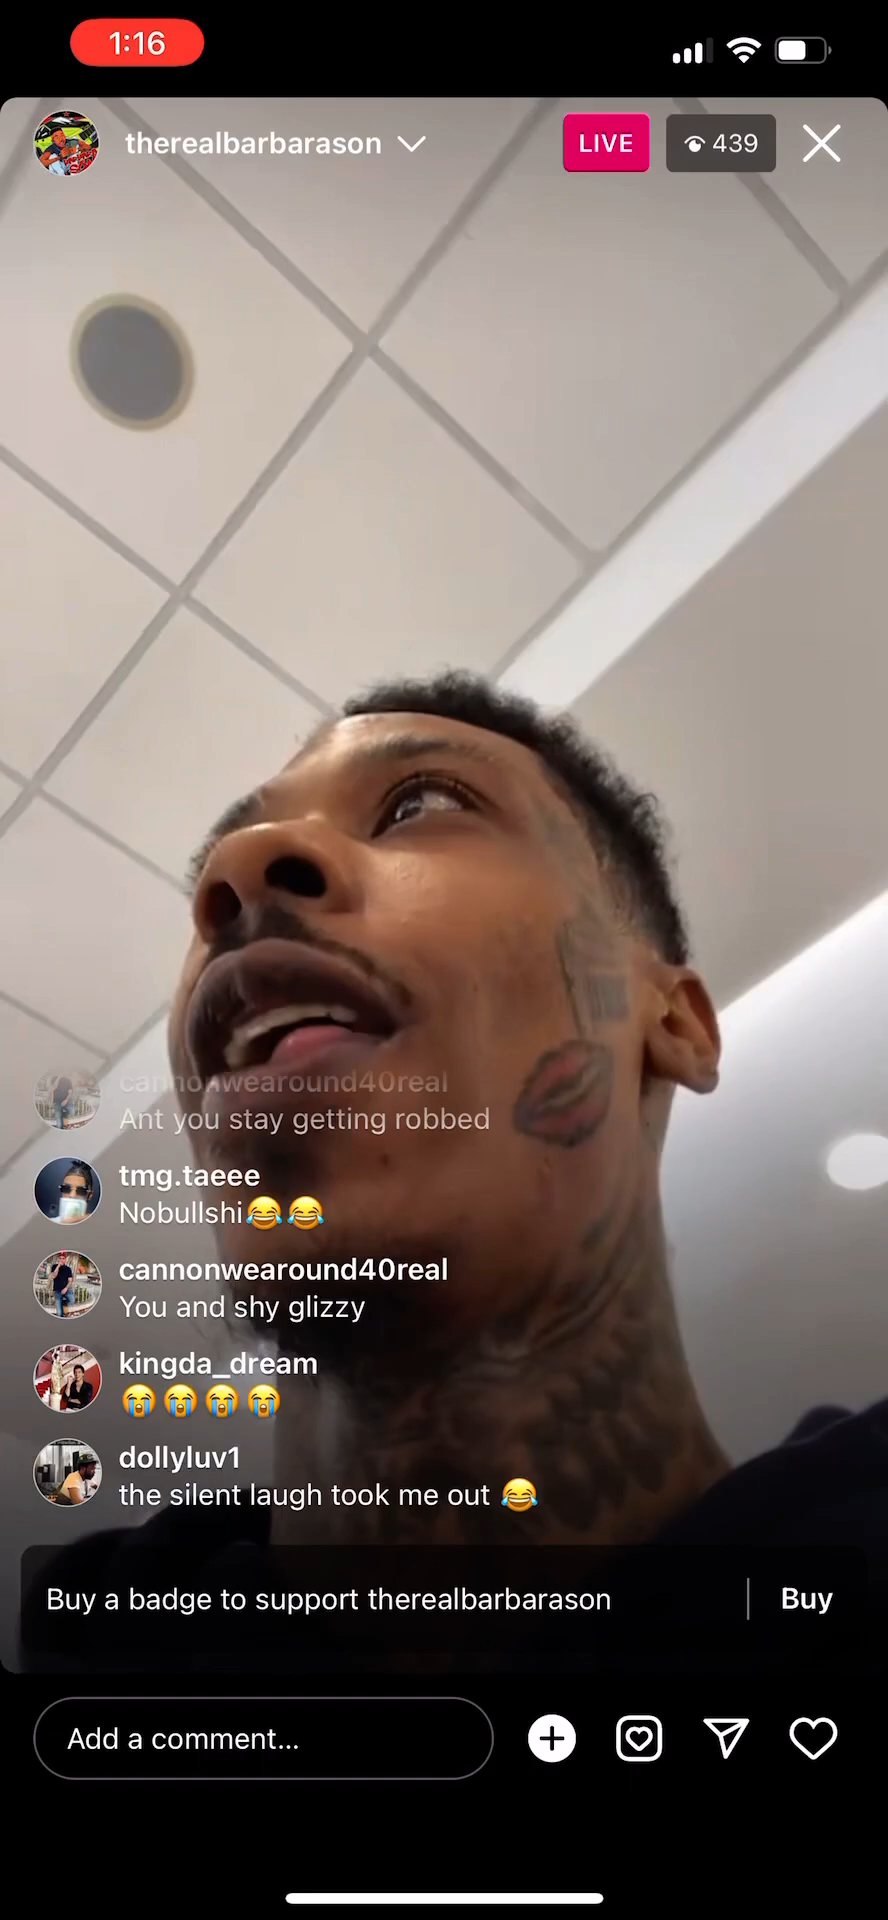 1:16
therealbarbarason
LIVE
439
cannonwearound40real
Ant you stay getting robbed
tmg.taeee
Nobullshi😂😂
cannonwearound40real
You and shy glizzy
kingda_dream
😭😭😭😭
dollyluv1
the silent laugh took me out 😂
Buy a badge to support therealbarbarason | Buy
Add a comment...